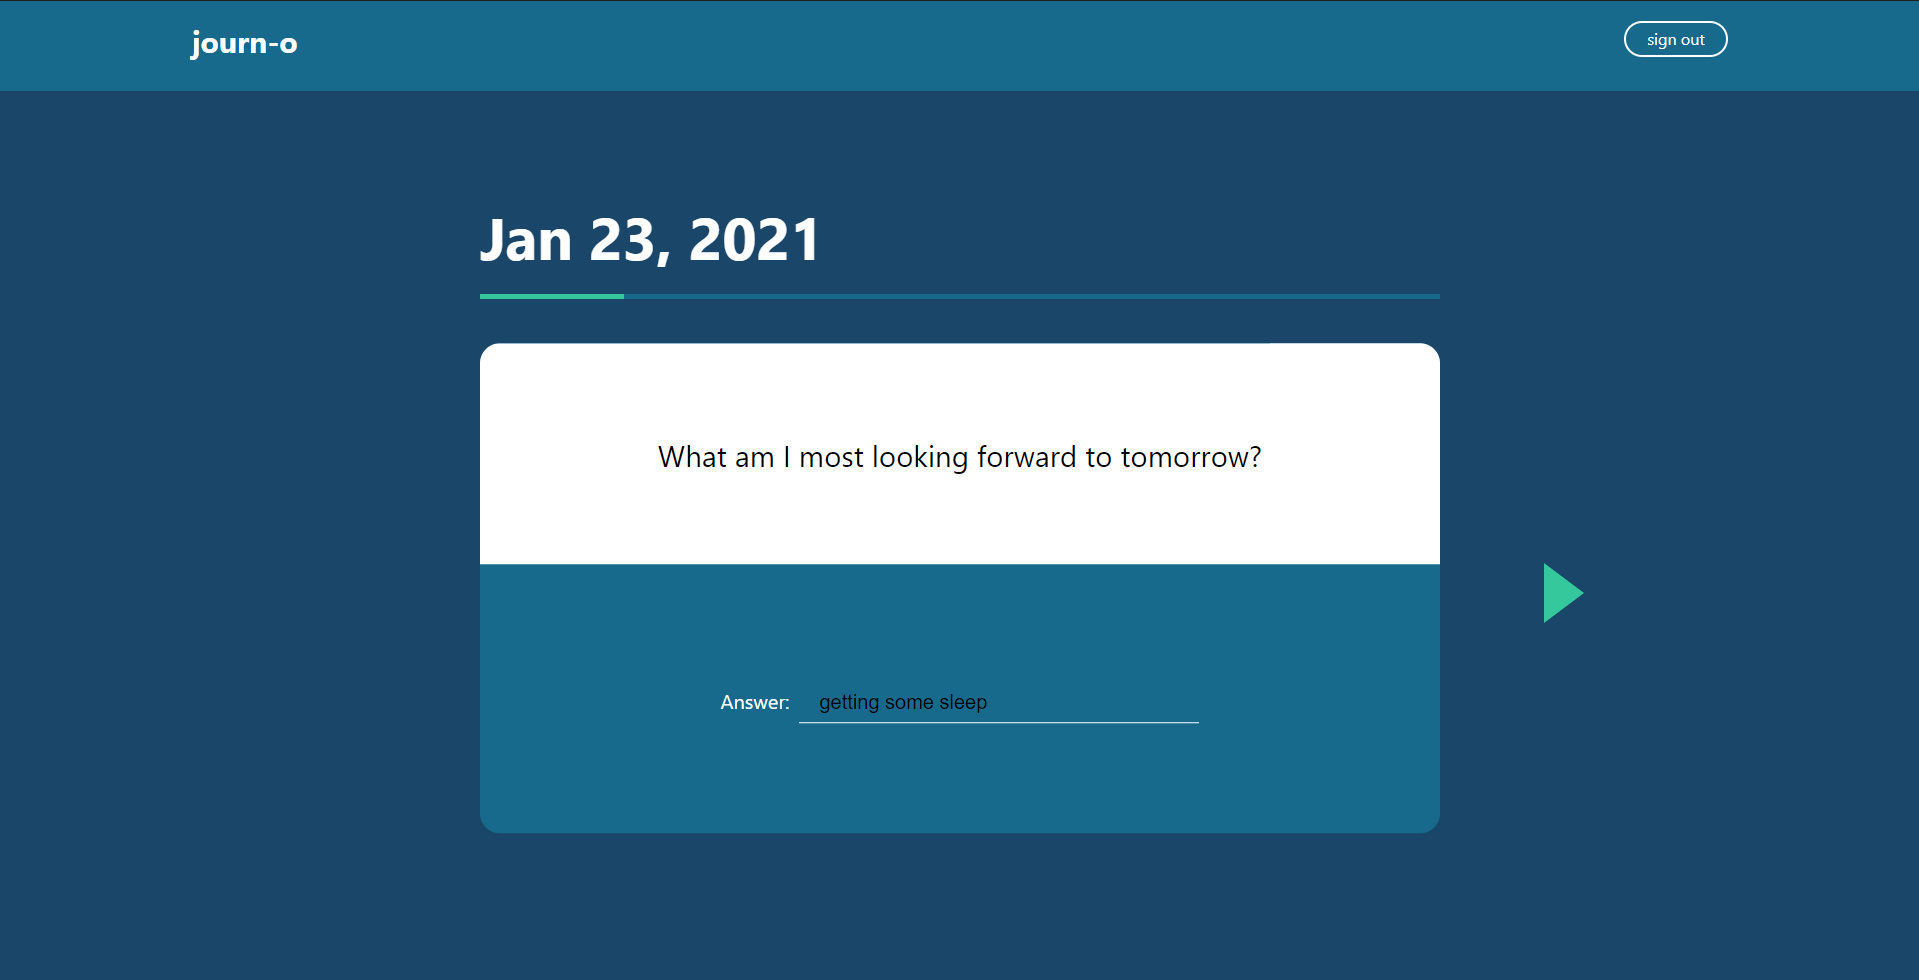 journ-o
sign out
Jan 23, 2021
What am I most looking forward to tomorrow?
Answer: getting some sleep